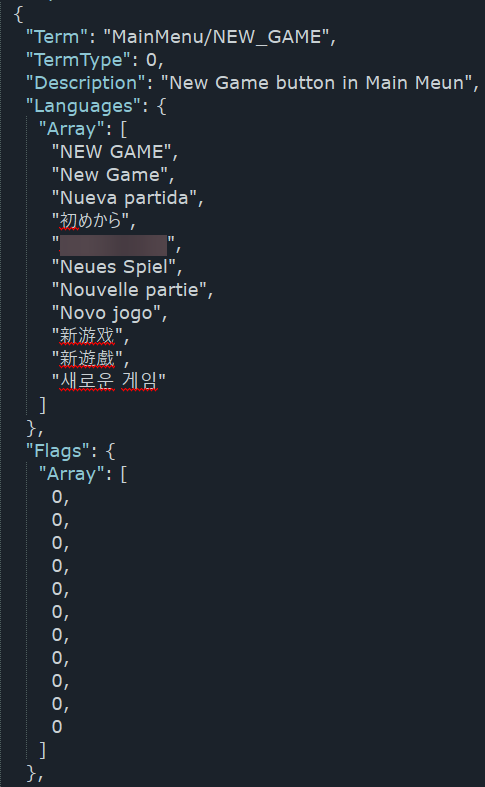 {
"Term": "MainMenu/NEW_GAME",
"TermType": 0,
"Description": "New Game button in Main Meun",
"Languages": {
"Array": [
"NEW GAME",
"New Game",
"Nueva partida",
"初めから",
"",
"Neues Spiel",
"Nouvelle partie",
"Novo jogo",
"新游戏",
"新遊戲",
"새로운 게임"
]
},
"Flags": {
"Array": [
0,
0,
0,
0,
0,
0,
0,
0,
0,
0,
0
]
},